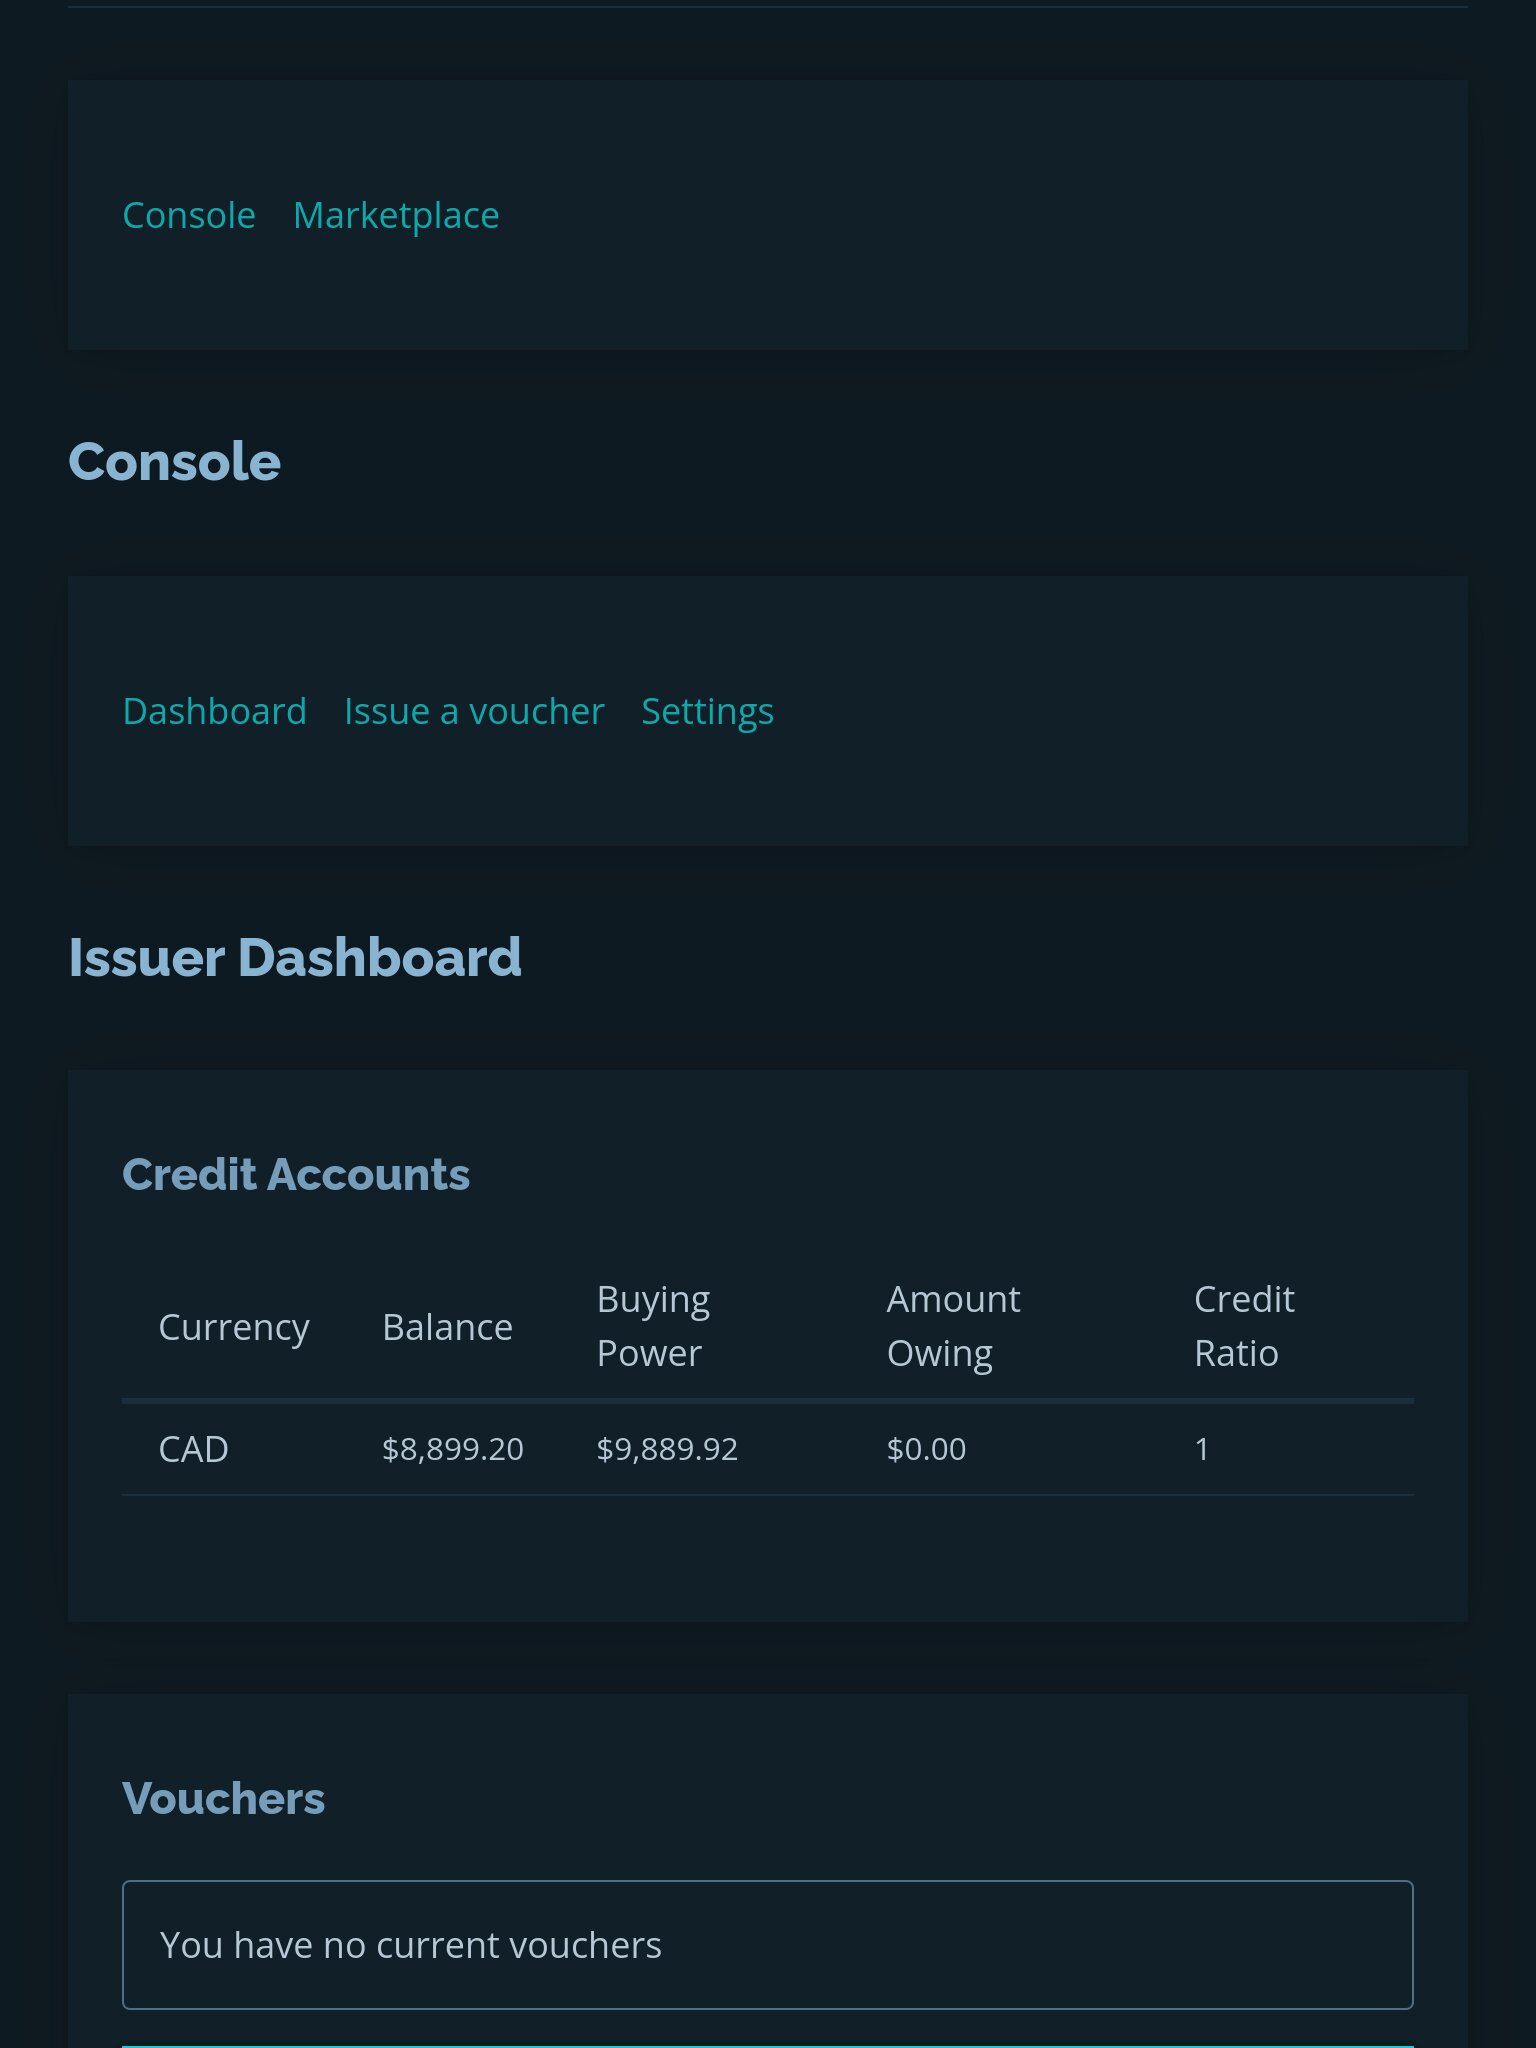 Console Marketplace
Console
Dashboard Issue a voucher Settings
Issuer Dashboard
Credit Accounts
Currency Balance Buying Power Amount Owing Credit Ratio
CAD $8,899.20 $9,889.92 $0.00 1
Vouchers
You have no current vouchers